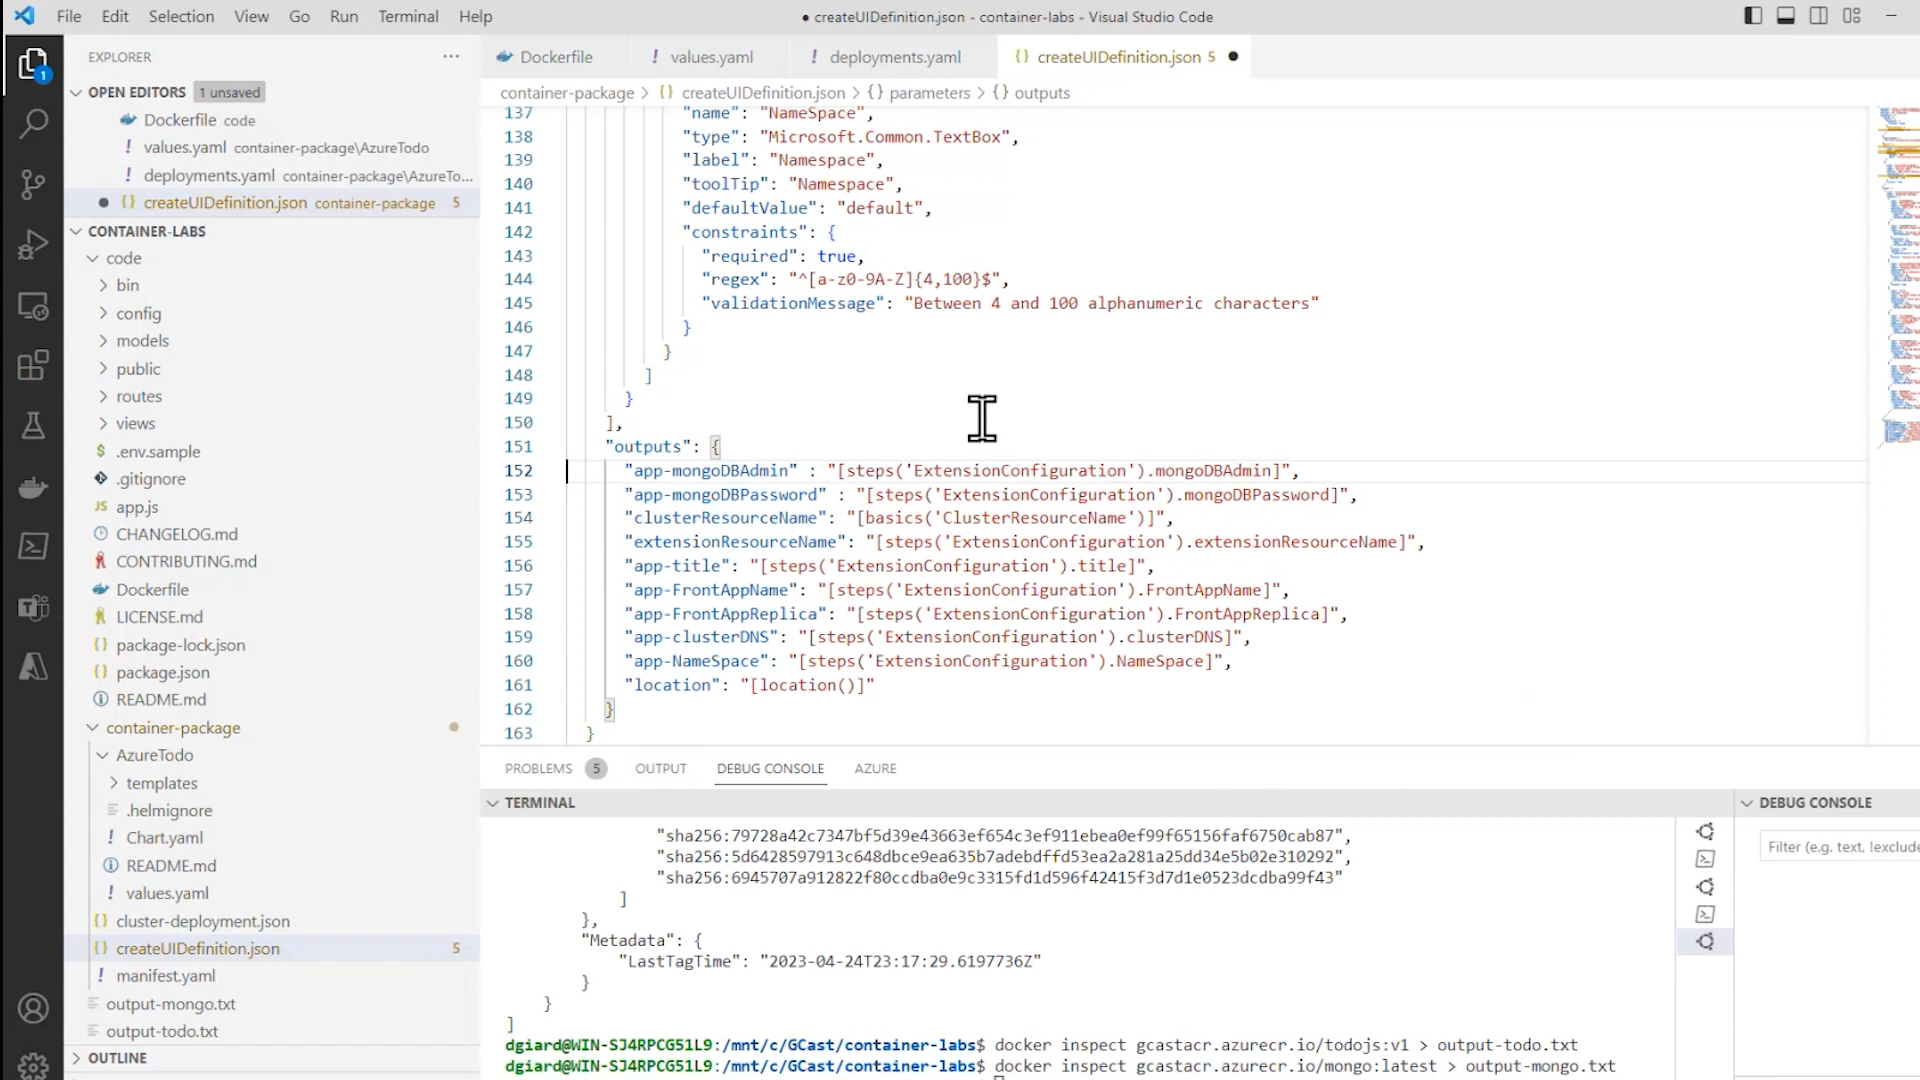 File Edit Selection View Go Run Terminal Help
● createUIDefinition.json - container-labs - Visual Studio Code
EXPLORER
···
Dockerfile
! values.yaml
! deployments.yaml
{} createUIDefinition.json 5 ●
1
OPEN EDITORS 1 unsaved
Dockerfile code
! values.yaml container-package\AzureTodo
! deployments.yaml container-package\AzureTo...
● {} createUIDefinition.json container-package 5
CONTAINER-LABS
code
bin
config
models
public
routes
views
$ .env.sample
.gitignore
JS app.js
CHANGELOG.md
CONTRIBUTING.md
Dockerfile
LICENSE.md
{} package-lock.json
{} package.json
README.md
container-package
AzureTodo
templates
.helmignore
! Chart.yaml
README.md
! values.yaml
{} cluster-deployment.json
{} createUIDefinition.json 5
! manifest.yaml
output-mongo.txt
output-todo.txt
OUTLINE
container-package > {} createUIDefinition.json > {} parameters > {} outputs
137 "name": "NameSpace",
138 "type": "Microsoft.Common.TextBox",
139 "label": "Namespace",
140 "toolTip": "Namespace",
141 "defaultValue": "default",
142 "constraints": {
143 "required": true,
144 "regex": "^[a-z0-9A-Z]{4,100}$",
145 "validationMessage": "Between 4 and 100 alphanumeric characters"
146 }
147 }
148 ]
149 }
150 ],
151 "outputs": {
152 "app-mongoDBAdmin" : "[steps('ExtensionConfiguration').mongoDBAdmin]",
153 "app-mongoDBPassword" : "[steps('ExtensionConfiguration').mongoDBPassword]",
154 "clusterResourceName": "[basics('ClusterResourceName')]",
155 "extensionResourceName": "[steps('ExtensionConfiguration').extensionResourceName]",
156 "app-title": "[steps('ExtensionConfiguration').title]",
157 "app-FrontAppName": "[steps('ExtensionConfiguration').FrontAppName]",
158 "app-FrontAppReplica": "[steps('ExtensionConfiguration').FrontAppReplica]",
159 "app-clusterDNS": "[steps('ExtensionConfiguration').clusterDNS]",
160 "app-NameSpace": "[steps('ExtensionConfiguration').NameSpace]",
161 "location": "[location()]"
162 }
163 }
PROBLEMS 5 OUTPUT DEBUG CONSOLE AZURE
TERMINAL
"sha256:79728a42c7347bf5d39e43663ef654c3ef911ebea0ef99f65156faf6750cab87",
"sha256:5d6428597913c648dbce9ea635b7adebdffd53ea2a281a25dd34e5b02e310292",
"sha256:6945707a912822f80ccdba0e9c3315fd1d596f42415f3d7d1e0523dcdba99f43"
]
},
"Metadata": {
"LastTagTime": "2023-04-24T23:17:29.6197736Z"
}
}
]
dgiard@WIN-SJ4RPCG51L9:/mnt/c/GCast/container-labs$ docker inspect gcastacr.azurecr.io/todojs:v1 > output-todo.txt
dgiard@WIN-SJ4RPCG51L9:/mnt/c/GCast/container-labs$ docker inspect gcastacr.azurecr.io/mongo:latest > output-mongo.txt
DEBUG CONSOLE
Filter (e.g. text, !exclude